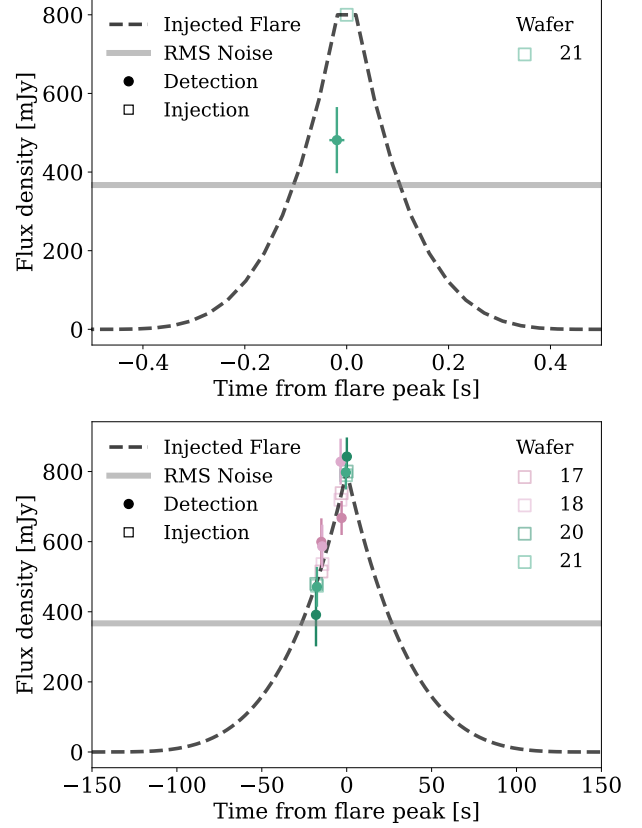 Flux density [mJy]
800
600
400
200
0
Injected Flare
RMS Noise
Detection
Injection
Wafer
21
−0.4 −0.2 0.0 0.2 0.4
Time from flare peak [s]
Flux density [mJy]
800
600
400
200
0
Injected Flare
RMS Noise
Detection
Injection
Wafer
17
18
20
21
−150 −100 −50 0 50 100 150
Time from flare peak [s]